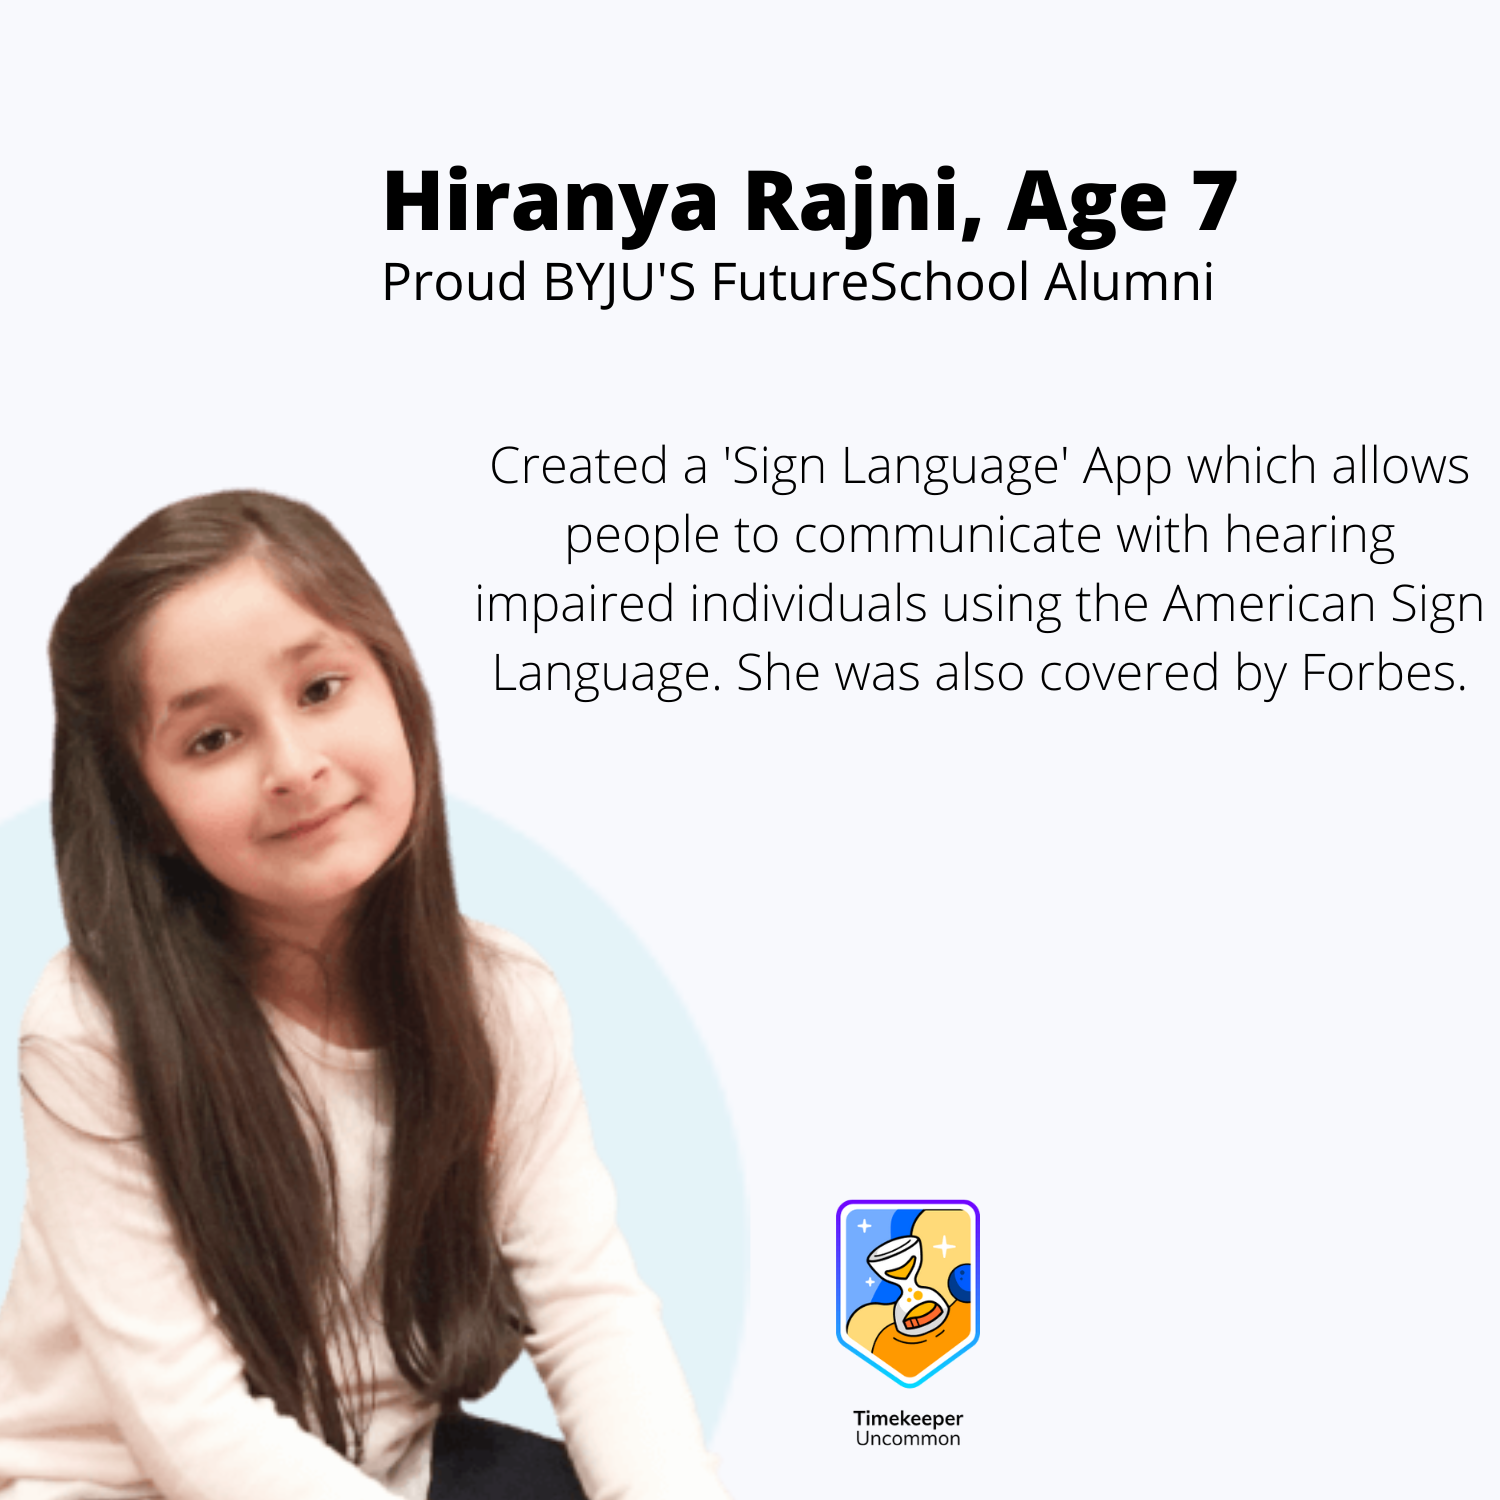 Hiranya Rajni, Age 7
Proud BYJU'S FutureSchool Alumni
Created a 'Sign Language' App which allows
people to communicate with hearing
impaired individuals using the American Sign
Language. She was also covered by Forbes.
Timekeeper
Uncommon